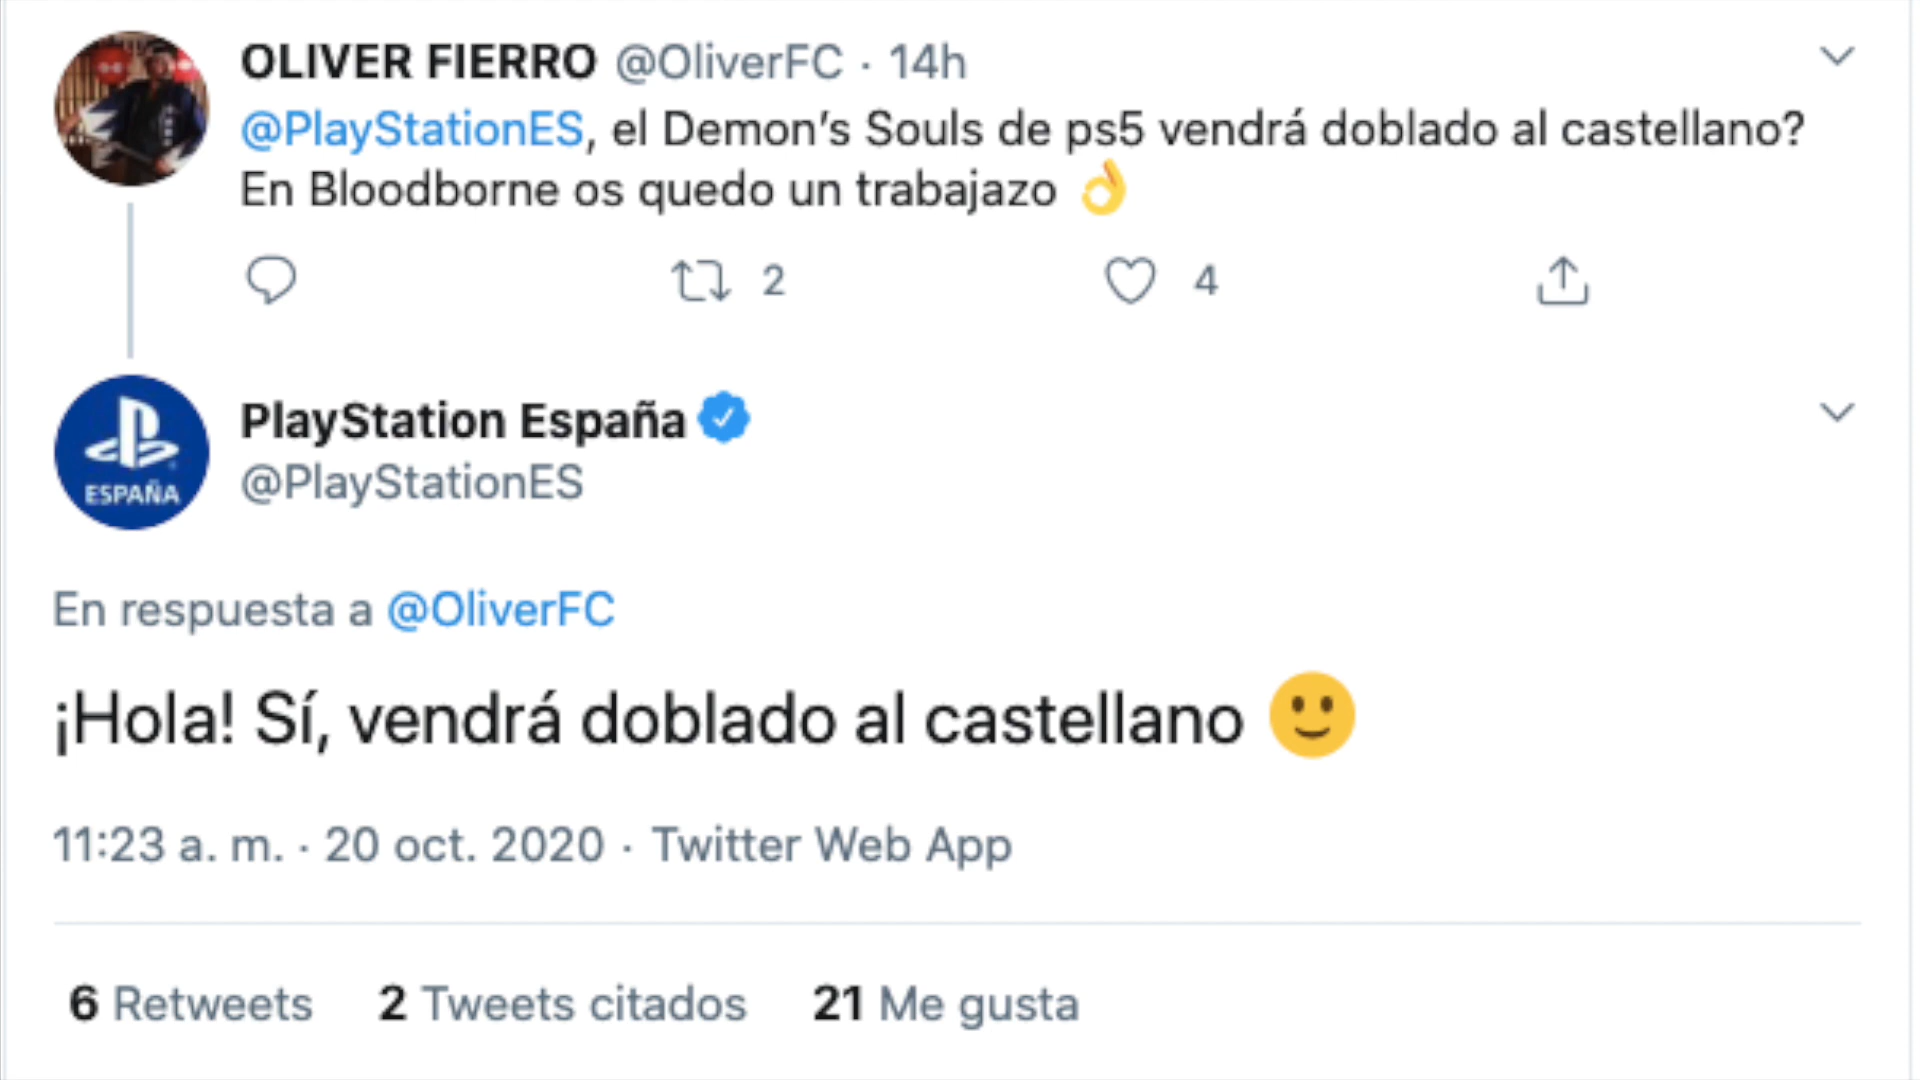 OLIVER FIERRO @OliverFC · 14h
@PlayStationES, el Demon's Souls de ps5 vendrá doblado al castellano?
En Bloodborne os quedo un trabajazo 👌
2 4
PlayStation España
@PlayStationES
ESPAÑA
En respuesta a @OliverFC
¡Hola! Sí, vendrá doblado al castellano 🙂
11:23 a. m. · 20 oct. 2020 · Twitter Web App
6 Retweets 2 Tweets citados 21 Me gusta